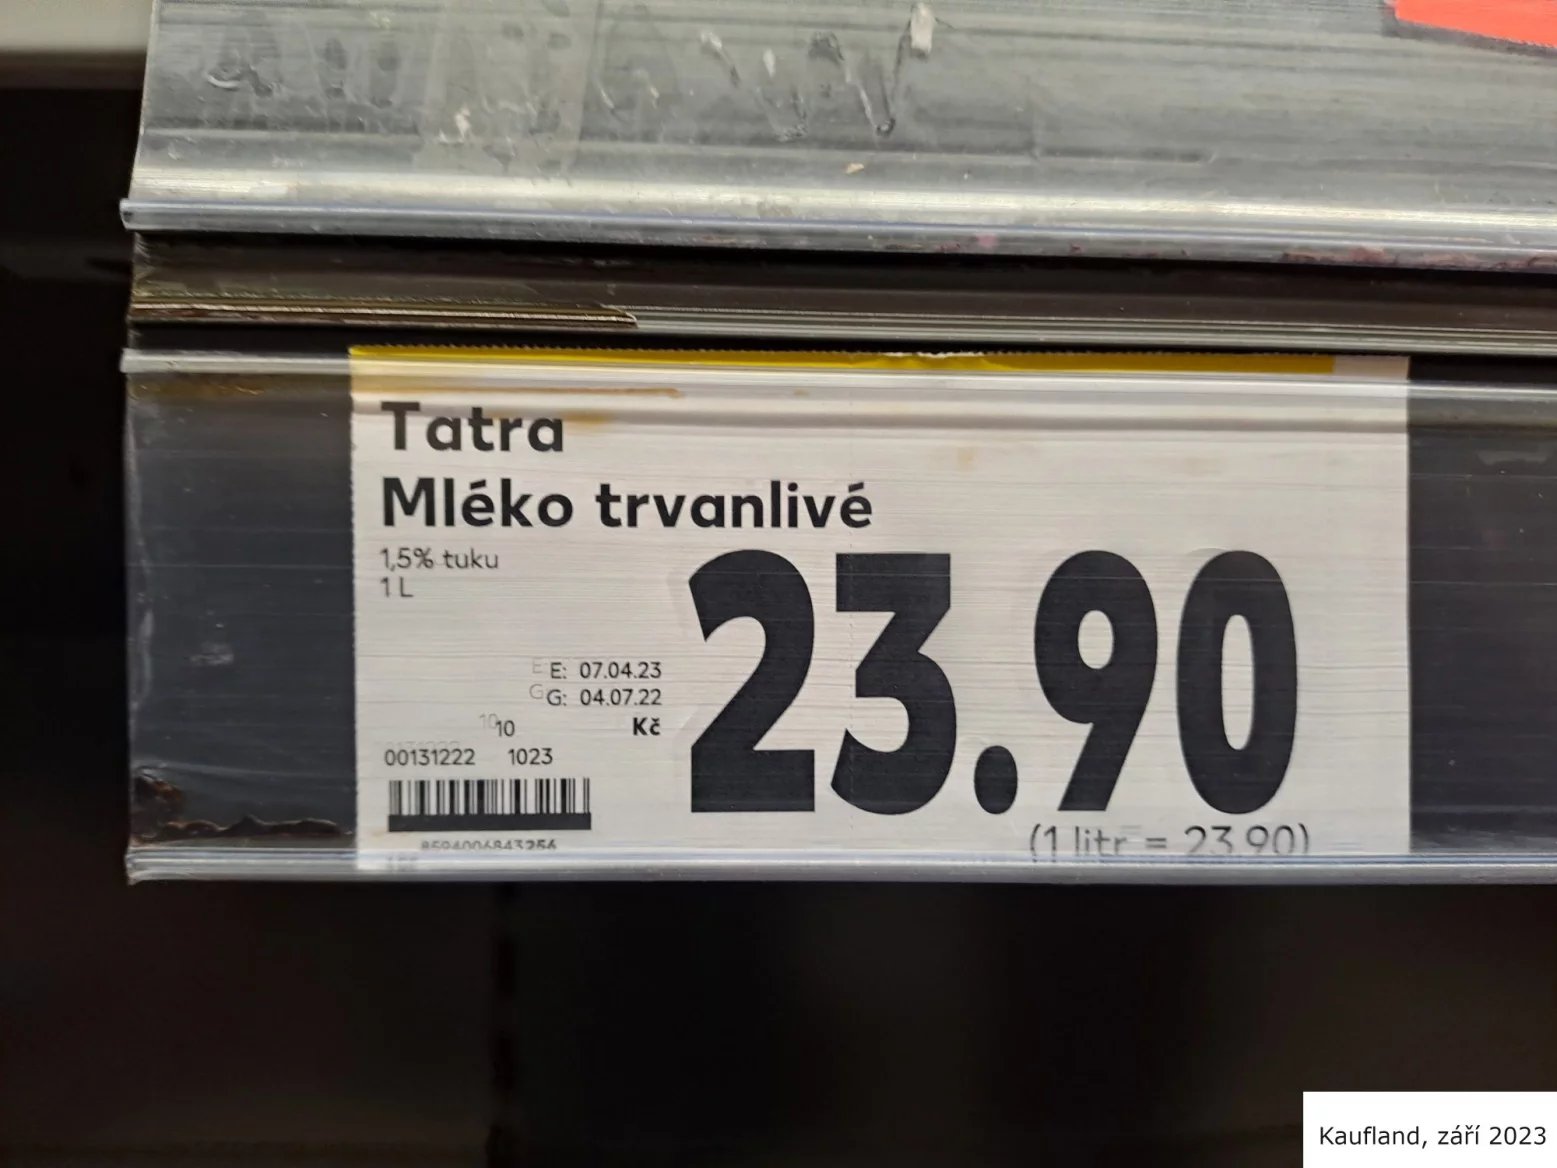 Tatra
Mléko trvanlivé
1,5% tuku
1 L
23.90
E: 07.04.23
G: 04.07.22
10
Kč
00131222 1023
8594006843256
(1 litr = 23.90)
Kaufland, září 2023